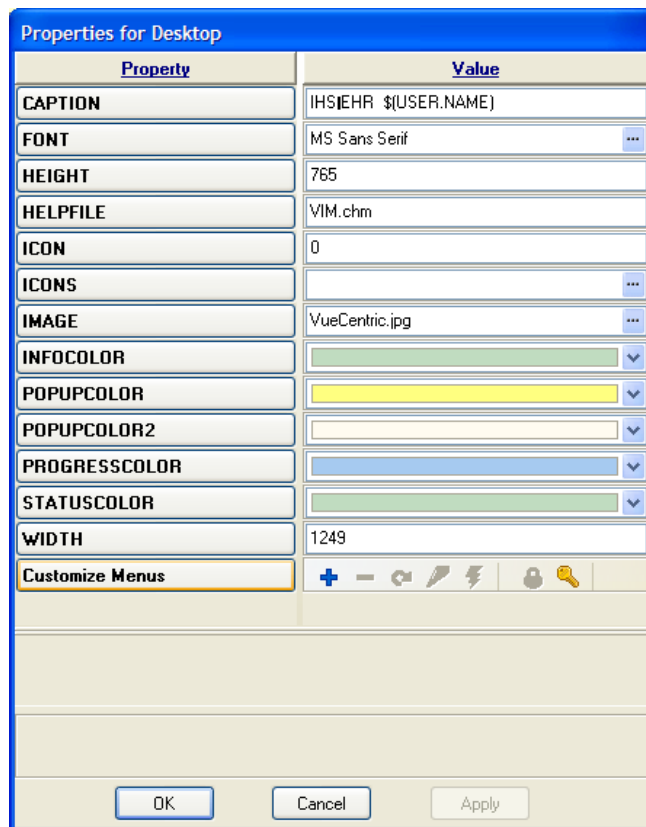 Properties for Desktop
Property Value
CAPTION IHS|EHR $(USER.NAME)
FONT MS Sans Serif ...
HEIGHT 765
HELPFILE VIM.chm
ICON 0
ICONS ...
IMAGE VueCentric.jpg ...
INFOCOLOR
POPUPCOLOR
POPUPCOLOR2
PROGRESSCOLOR
STATUSCOLOR
WIDTH 1249
Customize Menus
OK Cancel Apply